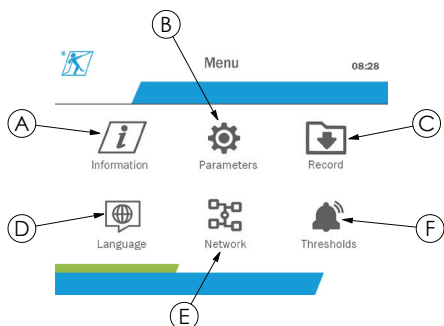 B
Menu 08:28
A C
Information Parameters Record
D F
Language Network Thresholds
E